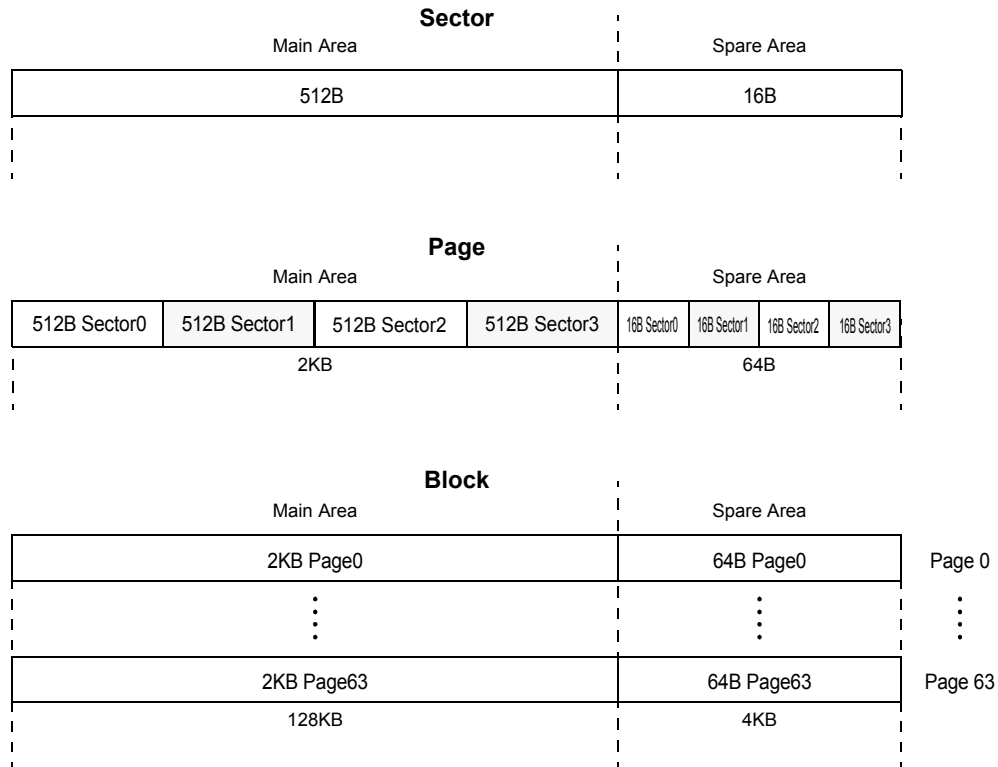 Sector
Main Area Spare Area
512B 16B
Page
Main Area Spare Area
512B Sector0 512B Sector1 512B Sector2 512B Sector3 16B Sector0 16B Sector1 16B Sector2 16B Sector3
2KB 64B
Block
Main Area Spare Area
2KB Page0 64B Page0 Page 0
2KB Page63 64B Page63 Page 63
128KB 4KB